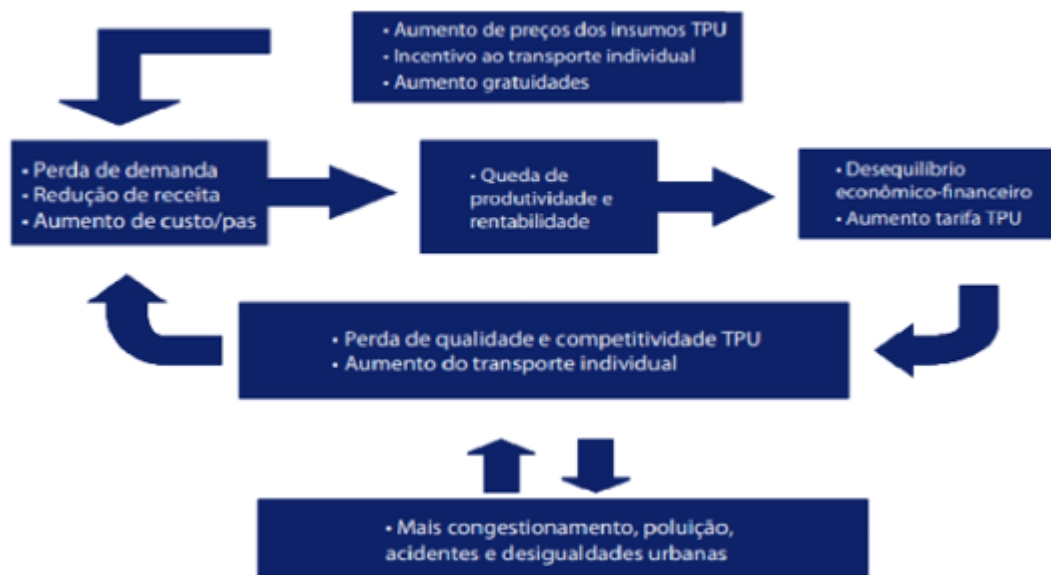 • Aumento de preços dos insumos TPU
• Incentivo ao transporte individual
• Aumento gratuidades
• Perda de demanda
• Redução de receita
• Aumento de custo/pas
• Queda de
produtividade e
rentabilidade
• Desequilíbrio
econômico-financeiro
• Aumento tarifa TPU
• Perda de qualidade e competitividade TPU
• Aumento do transporte individual
• Mais congestionamento, poluição,
acidentes e desigualdades urbanas